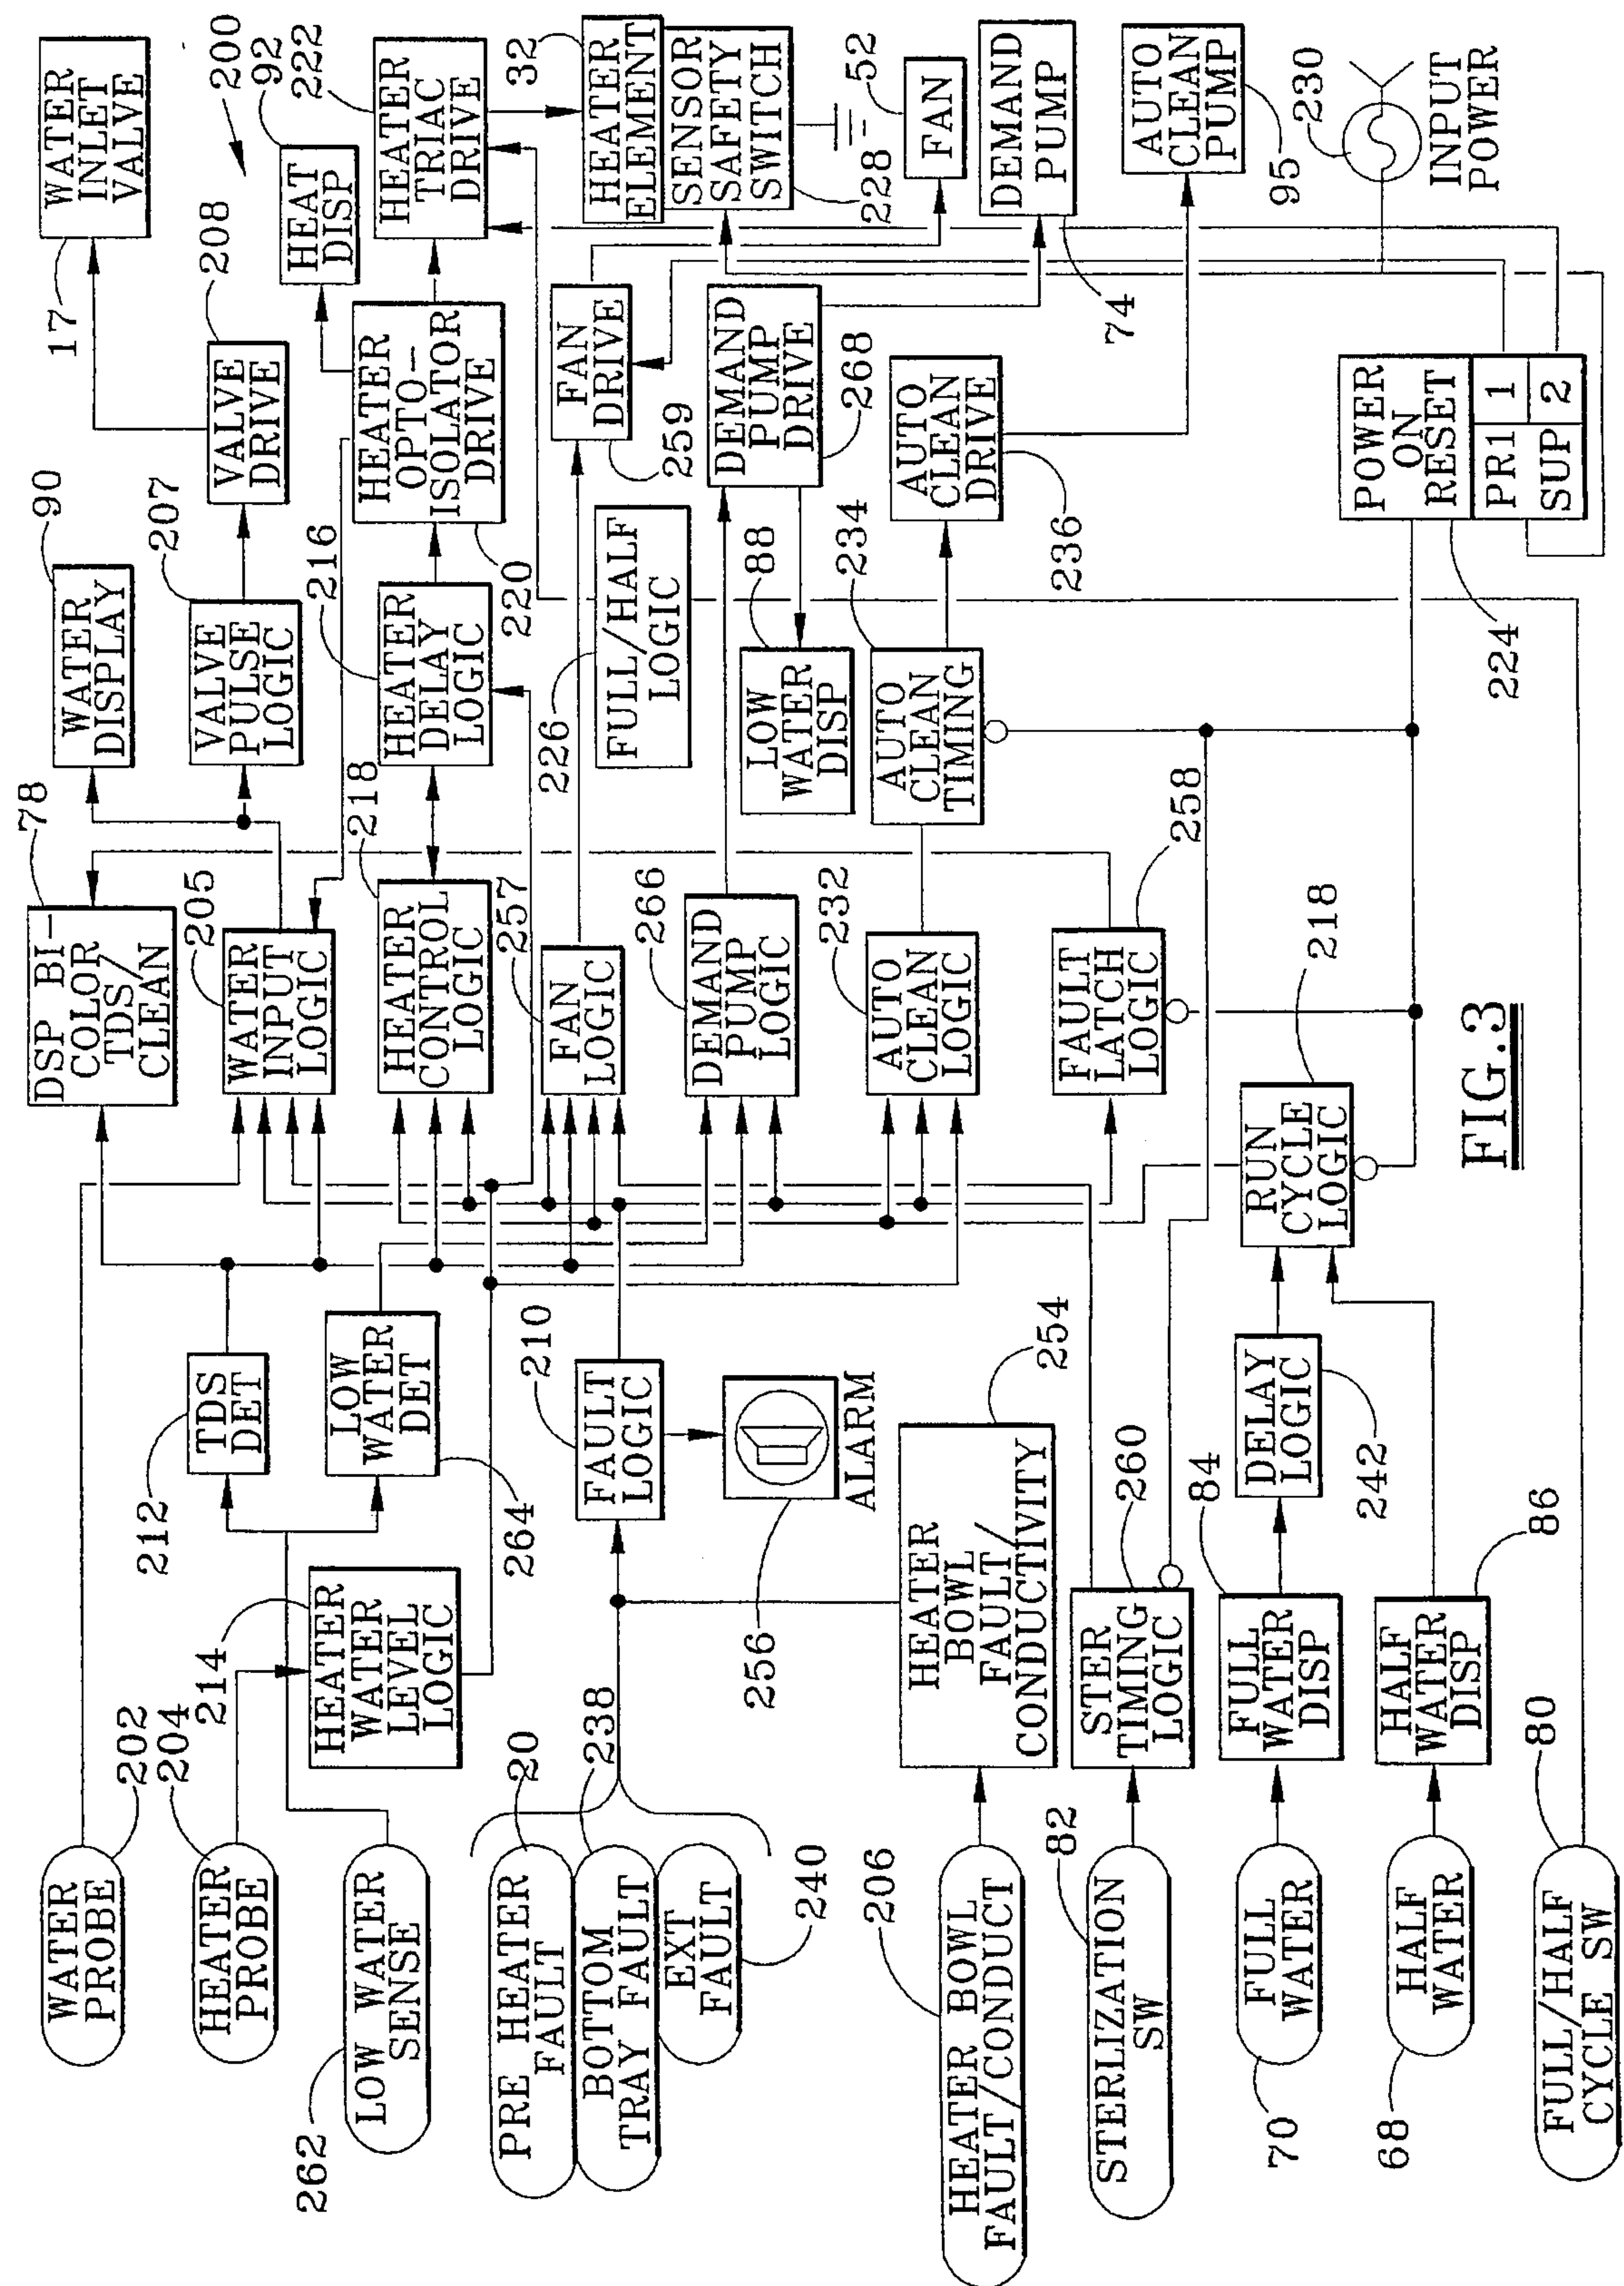 WATER
PROBE
202
HEATER
PROBE
204
LOW WATER
SENSE
262
PRE HEATER
FAULT
20
BOTTOM
TRAY FAULT
238
EXT
FAULT
240
HEATER BOWL
FAULT/CONDUCT
206
STERILIZATION
SW
82
FULL
WATER
70
HALF
WATER
68
FULL/HALF
CYCLE SW
80
TDS
DET
212
HEATER
WATER
LEVEL
LOGIC
214
LOW
WATER
DET
264
FAULT
LOGIC
210
ALARM
256
HEATER
BOWL
FAULT/
CONDUCTIVITY
254
STER
TIMING
LOGIC
260
FULL
WATER
DISP
84
HALF
WATER
DISP
86
DELAY
LOGIC
242
RUN
CYCLE
LOGIC
218
DSP BI-
COLOR
TDS/
CLEAN
78
WATER
INPUT
LOGIC
205
HEATER
CONTROL
LOGIC
218
FAN
LOGIC
257
DEMAND
PUMP
LOGIC
266
AUTO
CLEAN
LOGIC
232
FAULT
LATCH
LOGIC
258
WATER
DISPLAY
90
VALVE
PULSE
LOGIC
207
HEATER
DELAY
LOGIC
216
FULL/HALF
LOGIC
226
LOW
WATER
DISP
88
AUTO
CLEAN
TIMING
234
VALVE
DRIVE
208
HEATER
OPTO-
ISOLATOR
DRIVE
220
FAN
DRIVE
259
DEMAND
PUMP
DRIVE
268
AUTO
CLEAN
DRIVE
236
POWER
ON
RESET
PR1 1
SUP 2
224
WATER
INLET
VALVE
17
200
HEAT
DISP
92
HEATER
TRIAC
DRIVE
222
HEATER
ELEMENT
32
SENSOR
SAFETY
SWITCH
228
FAN
52
DEMAND
PUMP
74
AUTO
CLEAN
PUMP
95
230
INPUT
POWER
FIG.3